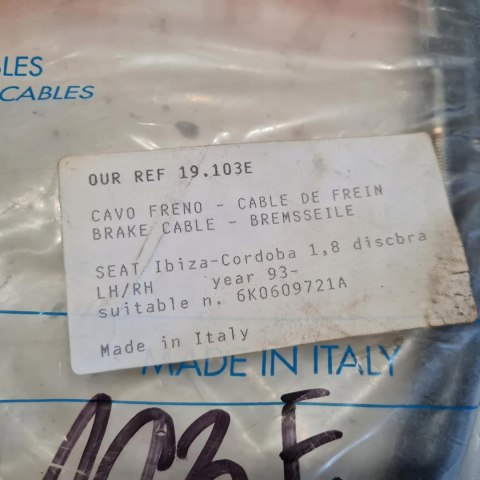 BLES
CABLES
OUR REF 19.103E
CAVO FRENO - CABLE DE FREIN
BRAKE CABLE - BREMSSEILE
SEAT Ibiza-Cordoba 1,8 discbra
LH/RH year 93-
suitable n. 6K0609721A
Made in Italy
MADE IN ITALY
103E